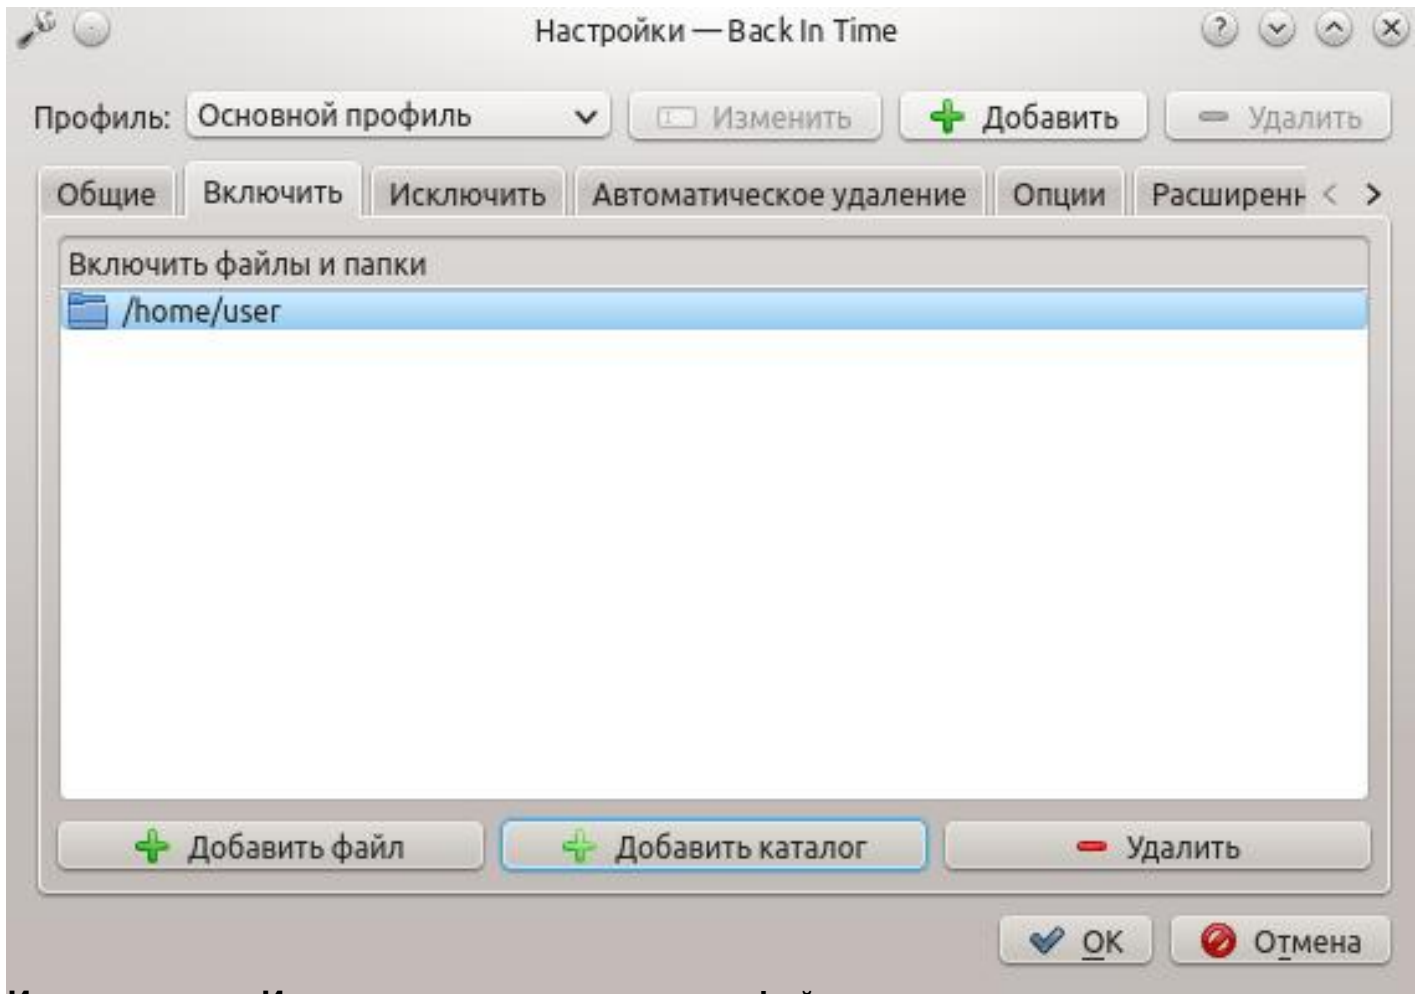 Настройки — Back In Time
Профиль: Основной профиль Изменить Добавить Удалить
Общие Включить Исключить Автоматическое удаление Опции Расширенн
Включить файлы и папки
/home/user
Добавить файл Добавить каталог Удалить
OK Отмена